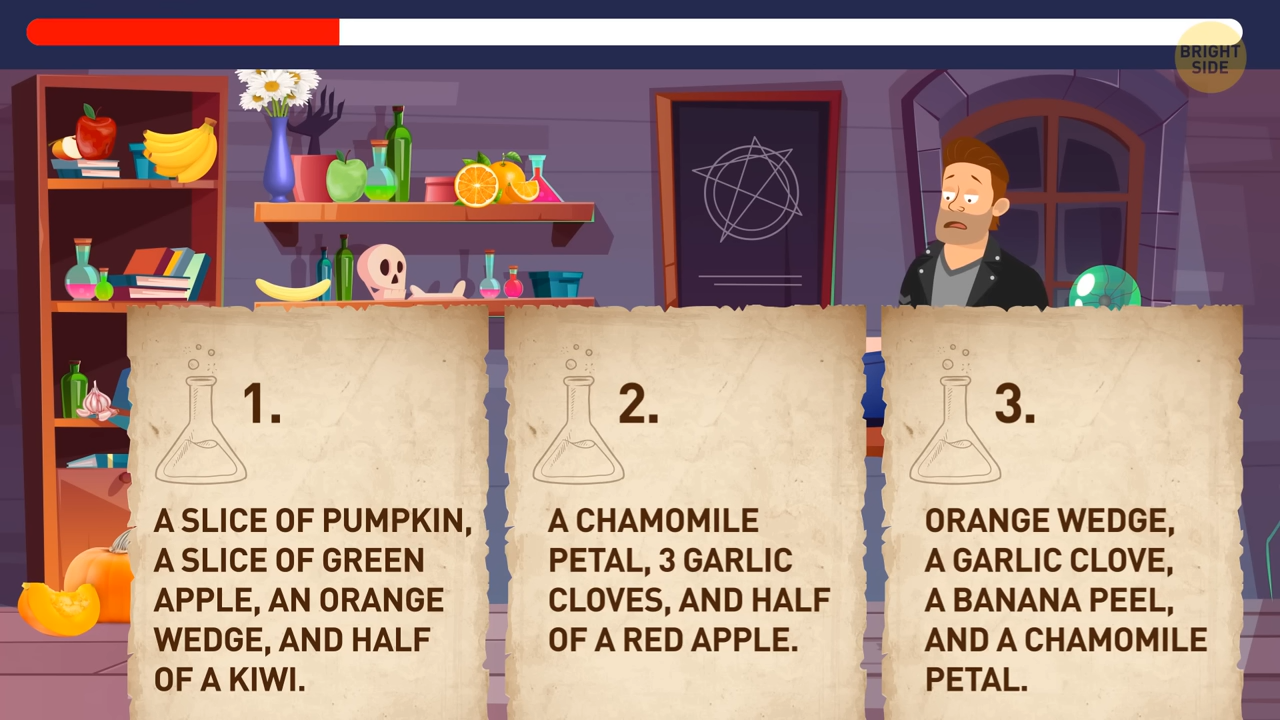 BRIGHT
SIDE
1.
A SLICE OF PUMPKIN,
A SLICE OF GREEN
APPLE, AN ORANGE
WEDGE, AND HALF
OF A KIWI.
2.
A CHAMOMILE
PETAL, 3 GARLIC
CLOVES, AND HALF
OF A RED APPLE.
3.
ORANGE WEDGE,
A GARLIC CLOVE,
A BANANA PEEL,
AND A CHAMOMILE
PETAL.